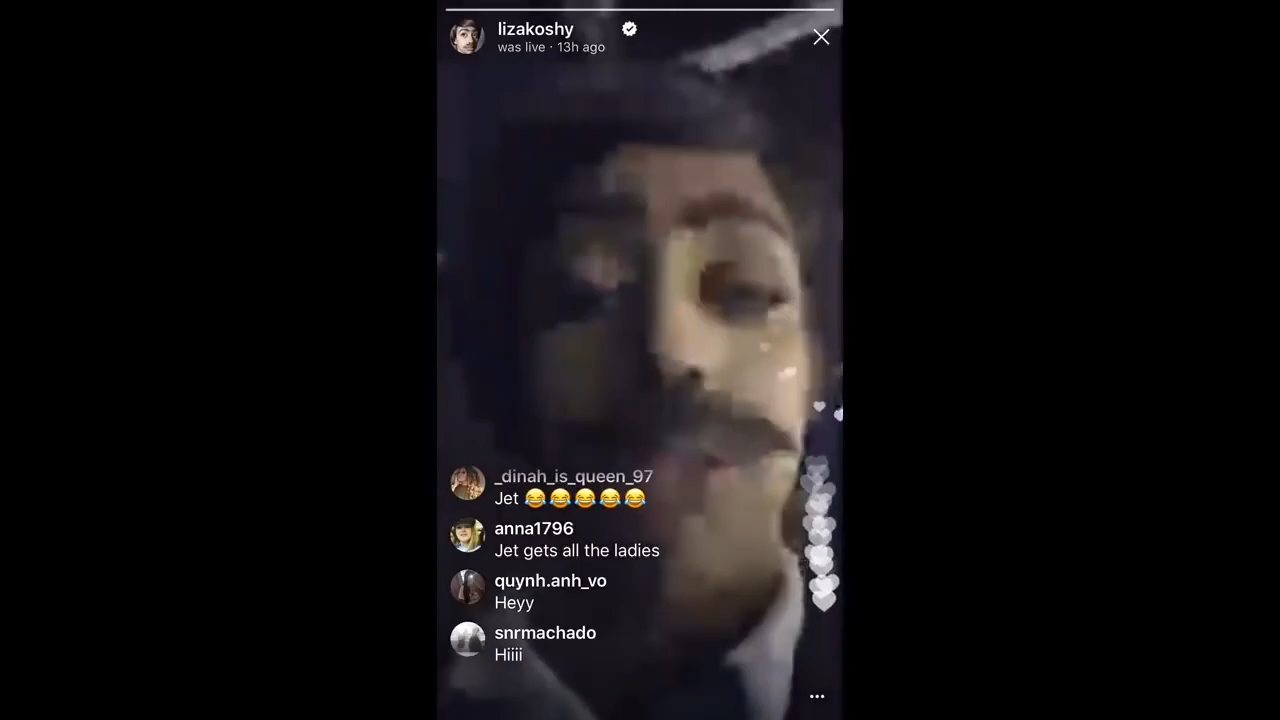 lizakoshy
was live · 13h ago
_dinah_is_queen_97
Jet 😂😂😂😂😂
anna1796
Jet gets all the ladies
quynh.anh_vo
Heyy
snrmachado
Hiiii